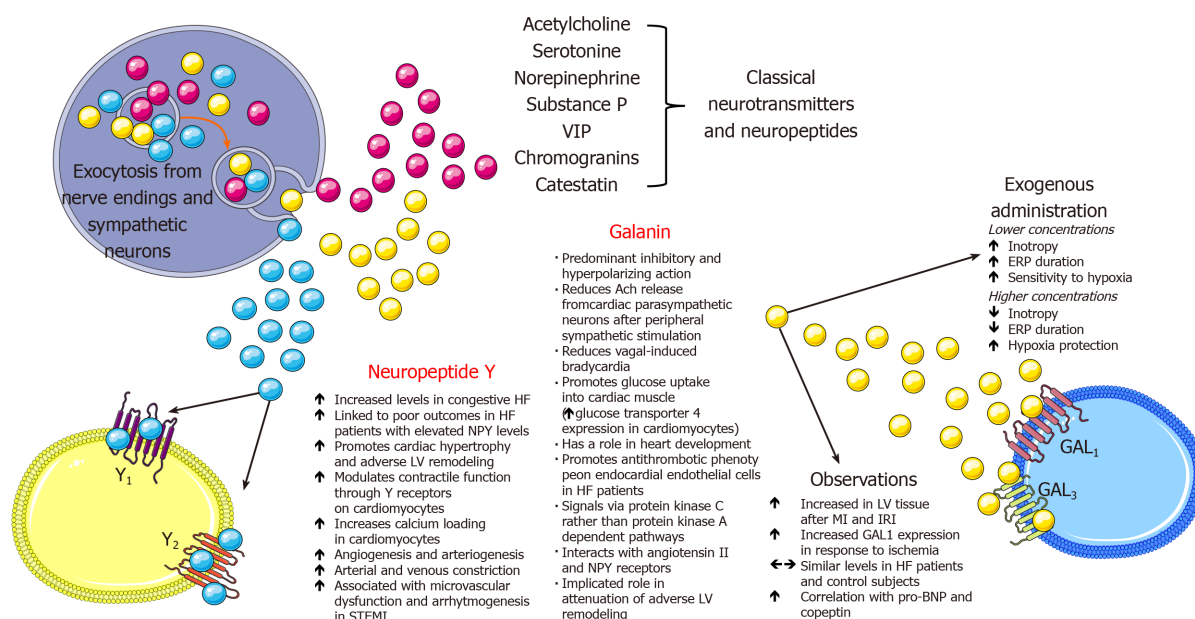 Acetylcholine
Serotonine
Norepinephrine
Substance P
VIP
Chromogranins
Catestatin
Classical
neurotransmitters
and neuropeptides
Exocytosis from
nerve endings and
sympathetic
neurons
Exogenous
administration
Lower concentrations
↑ Inotropy
↑ ERP duration
↑ Sensitivity to hypoxia
Higher concentrations
↓ Inotropy
↓ ERP duration
↑ Hypoxia protection
Galanin
· Predominant inhibitory and
hyperpolarizing action
· Reduces Ach release
fromcardiac parasympathetic
neurons after peripheral
sympathetic stimulation
· Reduces vagal-induced
bradycardia
· Promotes glucose uptake
into cardiac muscle
(↑glucose transporter 4
expression in cardiomyocytes)
· Has a role in heart development
· Promotes antithrombotic phenoty
peon endocardial endothelial cells
in HF patients
· Signals via protein kinase C
rather than protein kinase A
dependent pathways
· Interacts with angiotensin II
and NPY receptors
· Implicated role in
attenuation of adverse LV
remodeling
Neuropeptide Y
↑ Increased levels in congestive HF
↑ Linked to poor outcomes in HF
patients with elevated NPY levels
↑ Promotes cardiac hypertrophy
and adverse LV remodeling
↑ Modulates contractile function
through Y receptors
on cardiomyocytes
↑ Increases calcium loading
in cardiomyocytes
↑ Angiogenesis and arteriogenesis
↑ Arterial and venous constriction
↑ Associated with microvascular
dysfunction and arrhytmogenesis
in STEMI
Y1
Y2
Observations
↑ Increased in LV tissue
after MI and IRI
↑ Increased GAL1 expression
in response to ischemia
↔ Similar levels in HF patients
and control subjects
↑ Correlation with pro-BNP and
copeptin
GAL1
GAL3